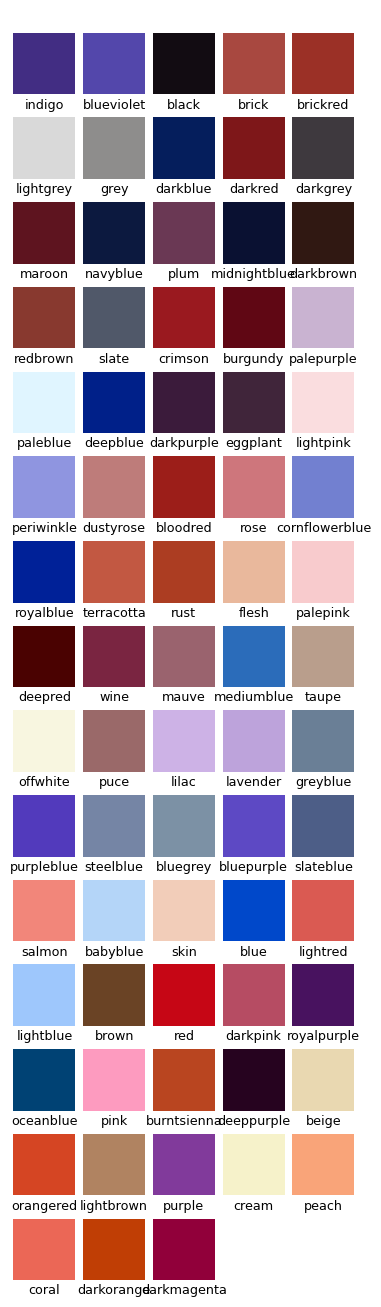 indigo blueviolet black brick brickred
lightgrey grey darkblue darkred darkgrey
maroon navyblue plum midnightblue darkbrown
redbrown slate crimson burgundy palepurple
paleblue deepblue darkpurple eggplant lightpink
periwinkle dustyrose bloodred rose cornflowerblue
royalblue terracotta rust flesh palepink
deepred wine mauve mediumblue taupe
offwhite puce lilac lavender greyblue
purpleblue steelblue bluegrey bluepurple slateblue
salmon babyblue skin blue lightred
lightblue brown red darkpink royalpurple
oceanblue pink burntsienna deeppurple beige
orangered lightbrown purple cream peach
coral darkorange darkmagenta